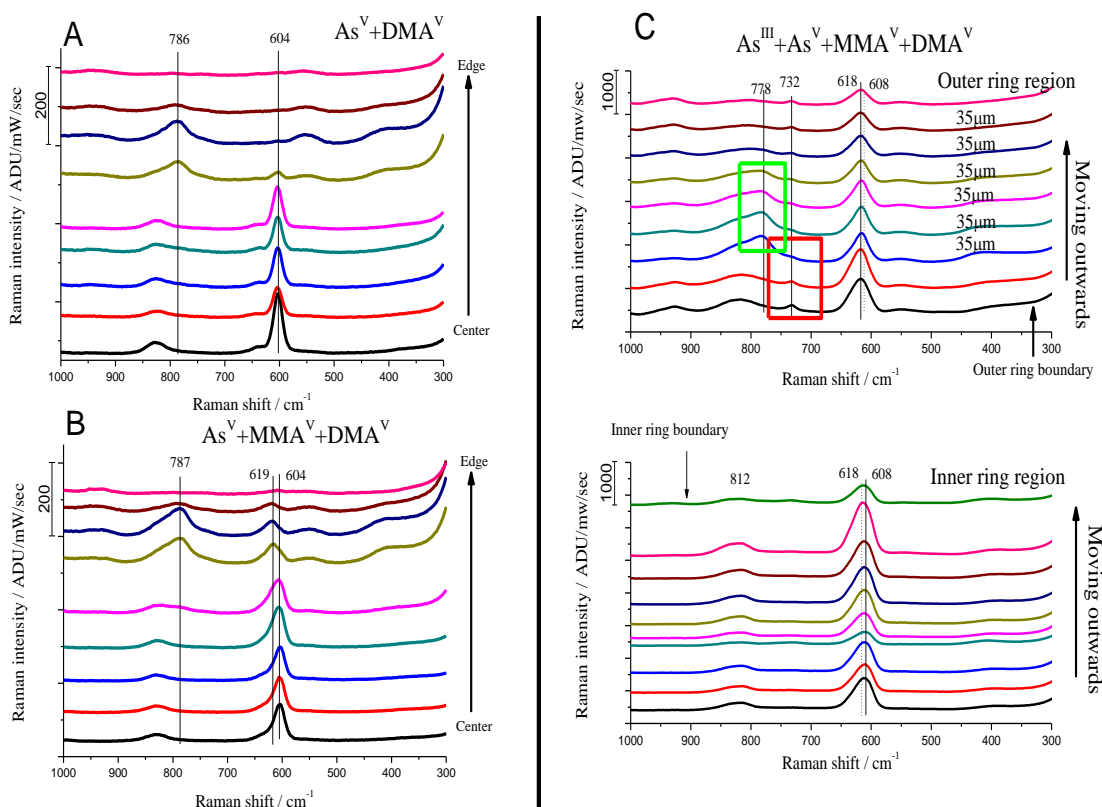 A
As^V+DMA^V
786
604
200
Edge
Center
Raman intensity / ADU/mW/sec
1000 900 800 700 600 500 400 300
Raman shift / cm^-1
B
As^V+MMA^V+DMA^V
787
619
604
200
Edge
Center
Raman intensity / ADU/mW/sec
1000 900 800 700 600 500 400 300
Raman shift / cm^-1
C
As^III+As^V+MMA^V+DMA^V
778
732
618
608
Outer ring region
1000
35μm
35μm
35μm
35μm
35μm
35μm
Moving outwards
Raman intensity / ADU/mW/sec
1000 900 800 700 600 500 400 300
Raman shift / cm^-1
Outer ring boundary
Inner ring boundary
812
618
608
Inner ring region
1000
Moving outwards
Raman intensity / ADU/mW/sec
1000 900 800 700 600 500 400 300
Raman shift / cm^-1